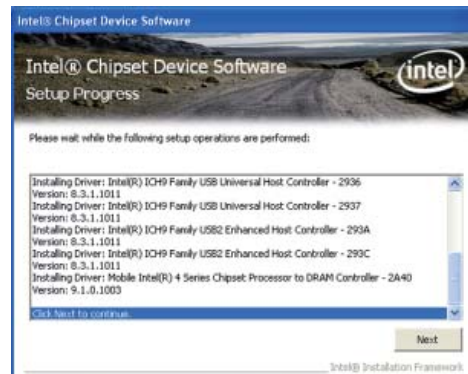 Intel® Chipset Device Software
Intel® Chipset Device Software
intel
Setup Progress
Please wait while the following setup operations are performed:
Installing Driver: Intel(R) ICH9 Family USB Universal Host Controller - 2936
Version: 8.3.1.1011
Installing Driver: Intel(R) ICH9 Family USB Universal Host Controller - 2937
Version: 8.3.1.1011
Installing Driver: Intel(R) ICH9 Family USB2 Enhanced Host Controller - 293A
Version: 8.3.1.1011
Installing Driver: Intel(R) ICH9 Family USB2 Enhanced Host Controller - 293C
Version: 8.3.1.1011
Installing Driver: Mobile Intel(R) 4 Series Chipset Processor to DRAM Controller - 2A40
Version: 9.1.0.1003
Click Next to continue.
Next
Intel® Installation Framework